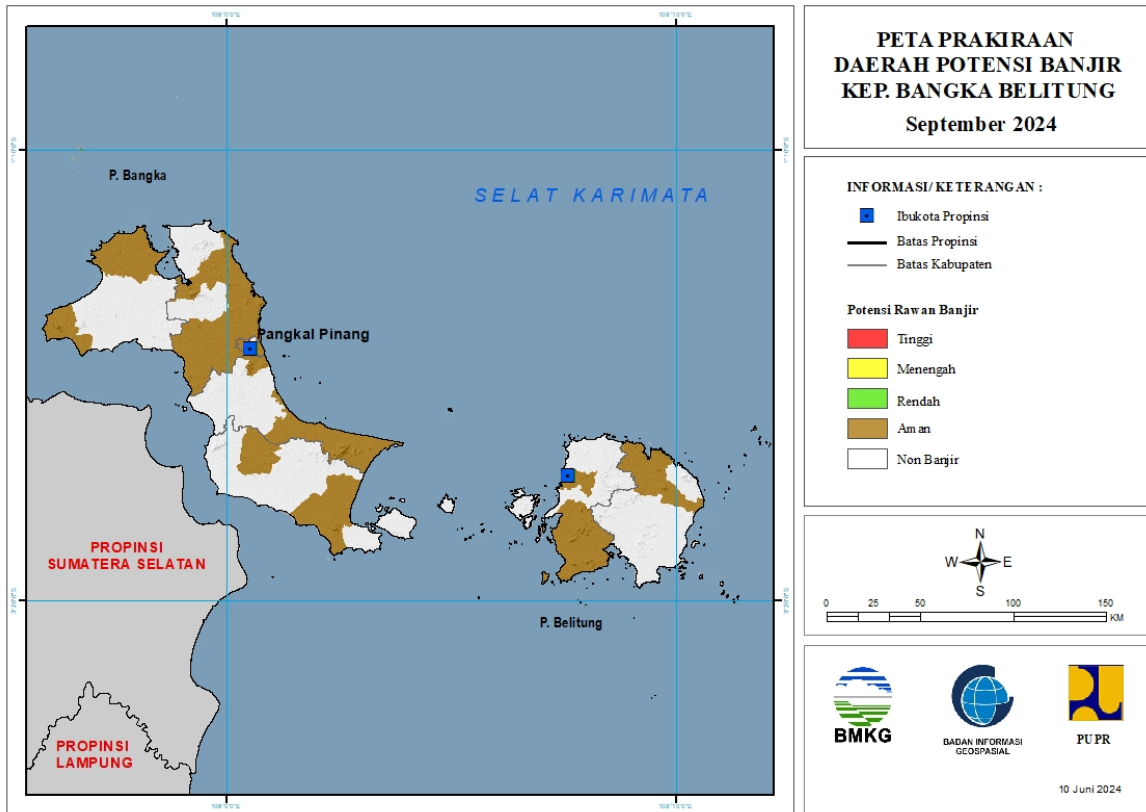 PETA PRAKIRAAN
DAERAH POTENSI BANJIR
KEP. BANGKA BELITUNG
September 2024
P. Bangka
SELAT KARIMATA
Pangkal Pinang
PROPINSI
SUMATERA SELATAN
P. Belitung
PROPINSI
LAMPUNG
INFORMASI/KETERANGAN :
Ibukota Propinsi
Batas Propinsi
Batas Kabupaten
Potensi Rawan Banjir
Tinggi
Menengah
Rendah
Aman
Non Banjir
N
W E
S
0 25 50 100 150
KM
BMKG
BADAN INFORMASI
GEOSPASIAL
PUPR
10 Juni 2024